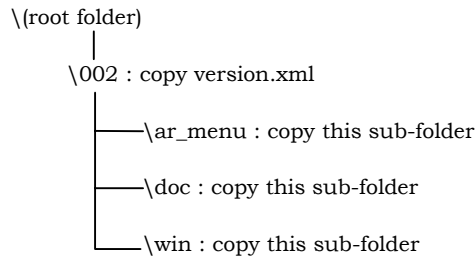 \(root folder)
\002 : copy version.xml
\ar_menu : copy this sub-folder
\doc : copy this sub-folder
\win : copy this sub-folder